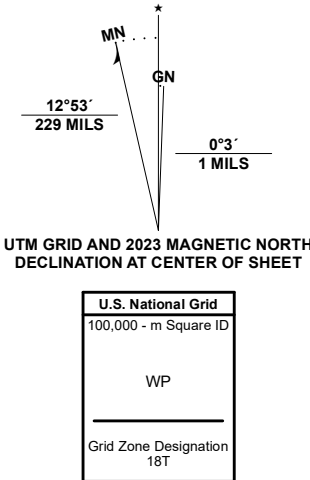 ★
MN
GN
12°53´
229 MILS
0°3´
1 MILS
UTM GRID AND 2023 MAGNETIC NORTH
DECLINATION AT CENTER OF SHEET
U.S. National Grid
100,000 - m Square ID
WP
Grid Zone Designation
18T